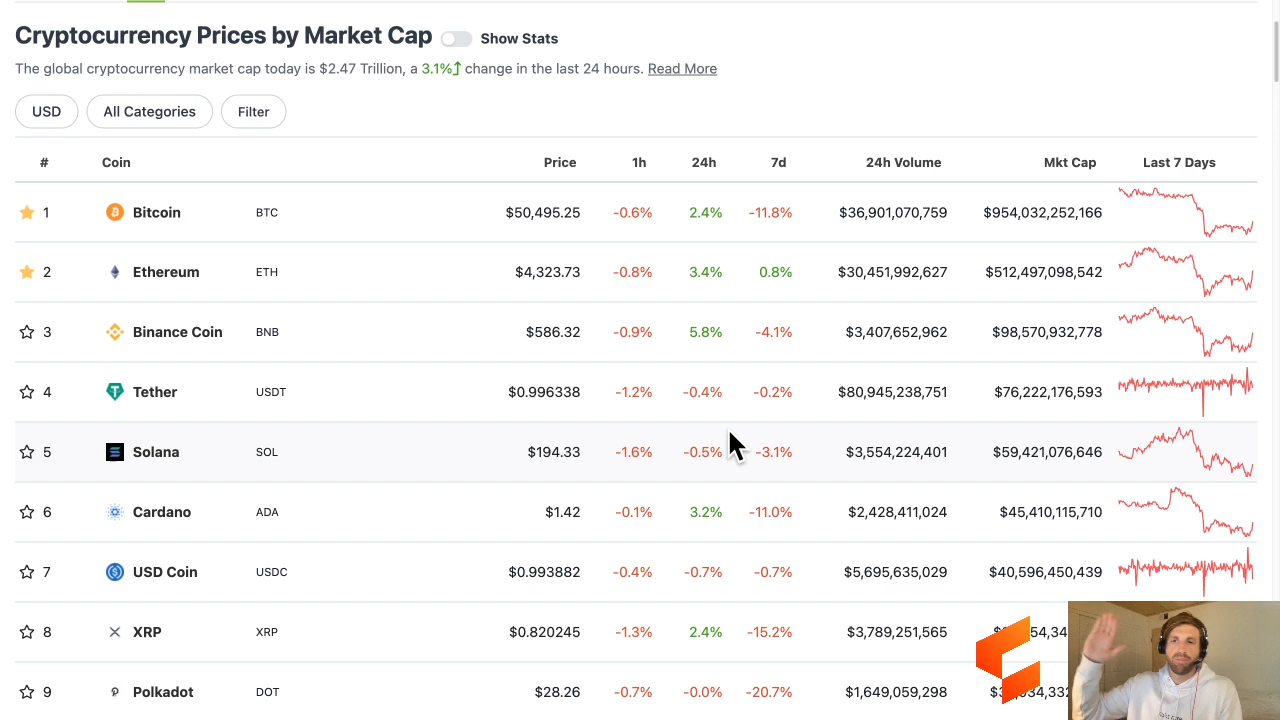 Cryptocurrency Prices by Market Cap Show Stats
The global cryptocurrency market cap today is $2.47 Trillion, a 3.1% change in the last 24 hours. Read More
USD All Categories Filter
# Coin Price 1h 24h 7d 24h Volume Mkt Cap Last 7 Days
1 Bitcoin BTC $50,495.25 -0.6% 2.4% -11.8% $36,901,070,759 $954,032,252,166
2 Ethereum ETH $4,323.73 -0.8% 3.4% 0.8% $30,451,992,627 $512,497,098,542
3 Binance Coin BNB $586.32 -0.9% 5.8% -4.1% $3,407,652,962 $98,570,932,778
4 Tether USDT $0.996338 -1.2% -0.4% -0.2% $80,945,238,751 $76,222,176,593
5 Solana SOL $194.33 -1.6% -0.5% -3.1% $3,554,224,401 $59,421,076,646
6 Cardano ADA $1.42 -0.1% 3.2% -11.0% $2,428,411,024 $45,410,115,710
7 USD Coin USDC $0.993882 -0.4% -0.7% -0.7% $5,695,635,029 $40,596,450,439
8 XRP XRP $0.820245 -1.3% 2.4% -15.2% $3,789,251,565
9 Polkadot DOT $28.26 -0.7% -0.0% -20.7% $1,649,059,298